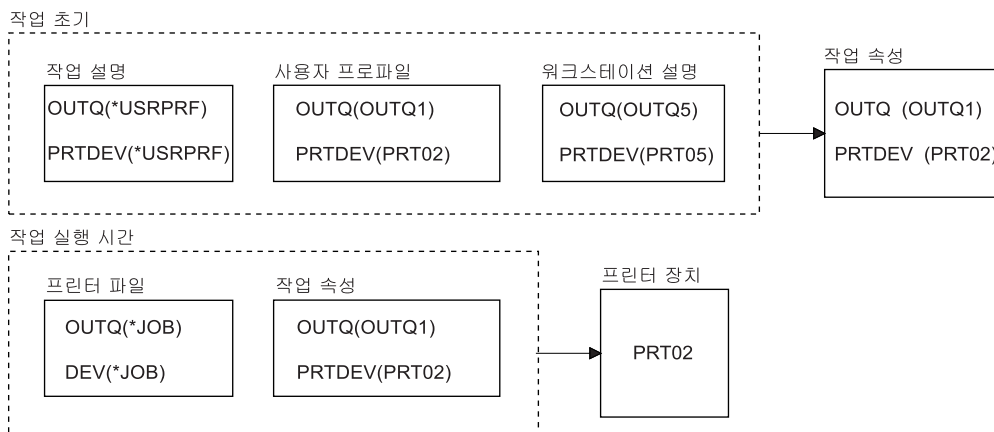 작업 초기
작업 설명
OUTQ(*USRPRF)
PRTDEV(*USRPRF)
사용자 프로파일
OUTQ(OUTQ1)
PRTDEV(PRT02)
워크스테이션 설명
OUTQ(OUTQ5)
PRTDEV(PRT05)
작업 속성
OUTQ (OUTQ1)
PRTDEV (PRT02)
작업 실행 시간
프린터 파일
OUTQ(*JOB)
DEV(*JOB)
작업 속성
OUTQ(OUTQ1)
PRTDEV(PRT02)
프린터 장치
PRT02